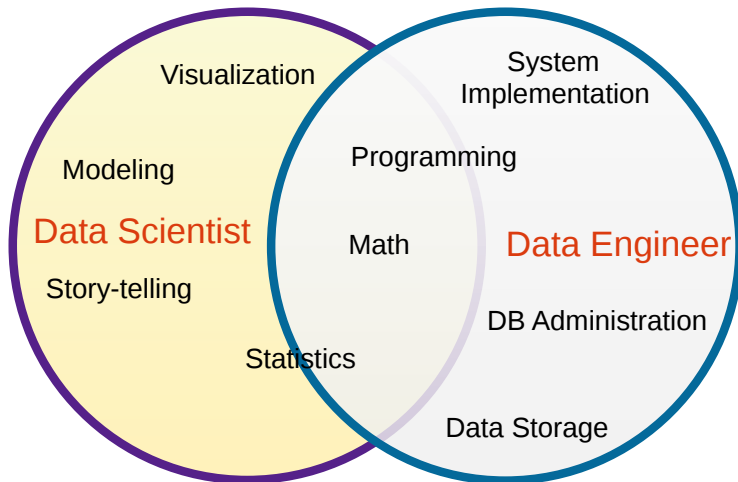 Visualization
System
Implementation
Programming
Modeling
Data Scientist
Math
Data Engineer
Story-telling
DB Administration
Statistics
Data Storage